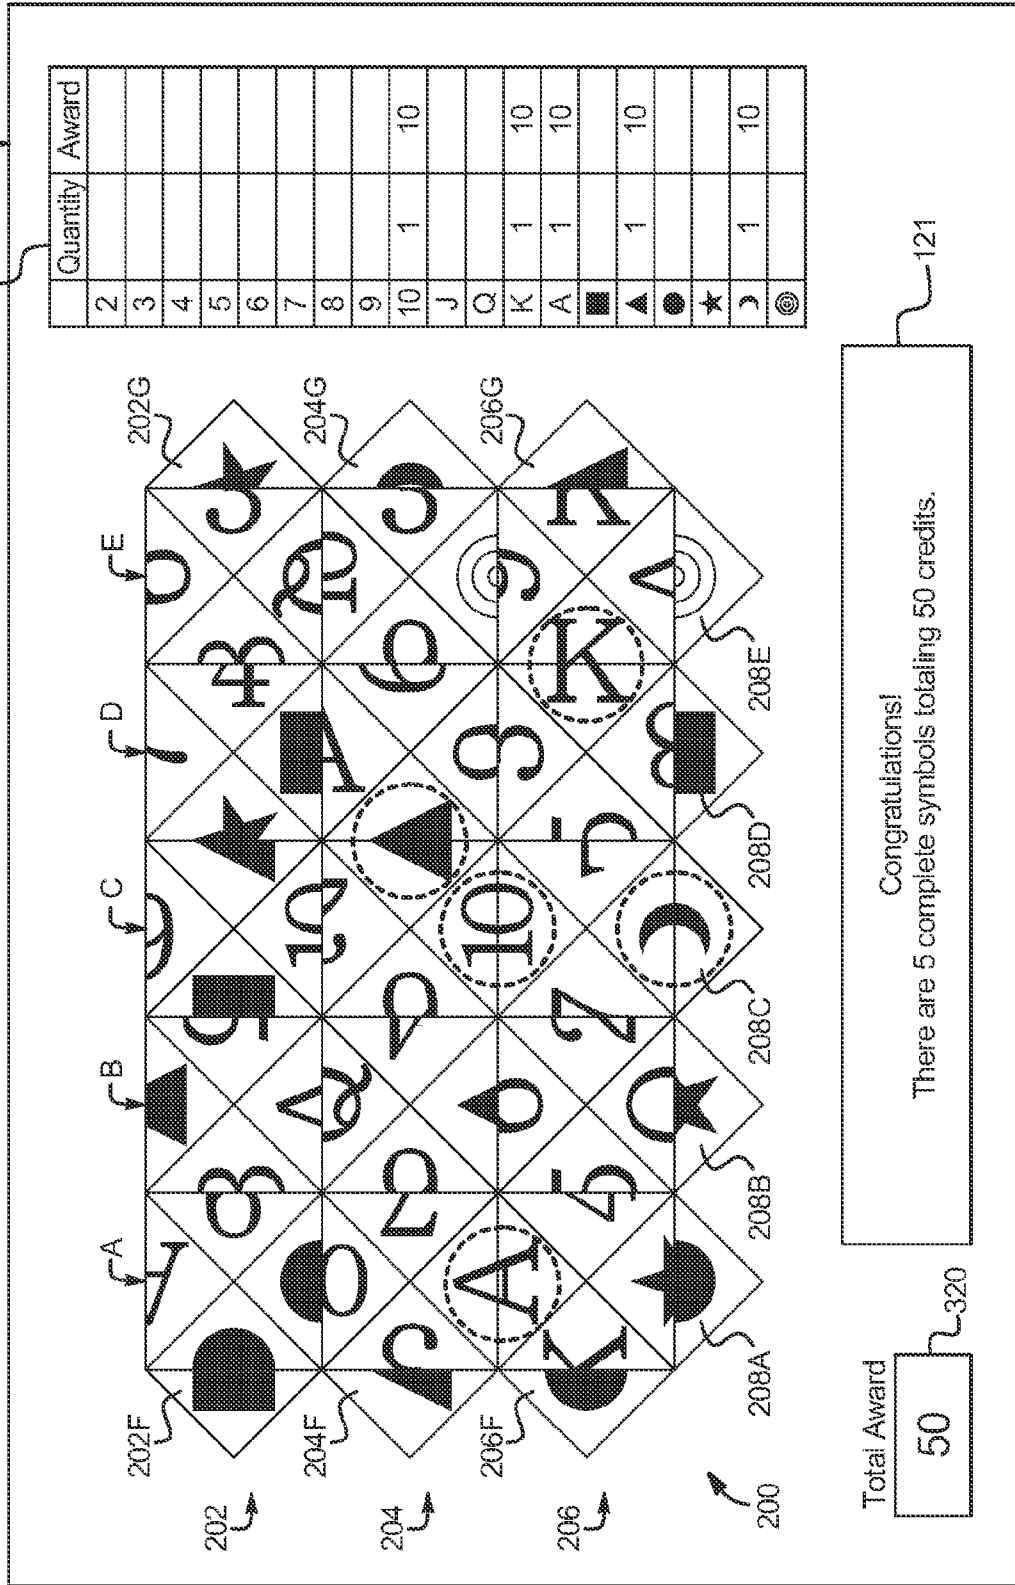 A
B
C
D
E
202F
202G
204F
204G
206F
206G
202
204
206
200
A
10
K
208A
208B
208C
208D
208E
Quantity Award
2
3
4
5
6
7
8
9
10 1 10
J
Q
K 1 10
A 1 10
■
▲ 1 10
●
★
☽ 1 10
Total Award
50
320
Congratulations!
There are 5 complete symbols totaling 50 credits.
121